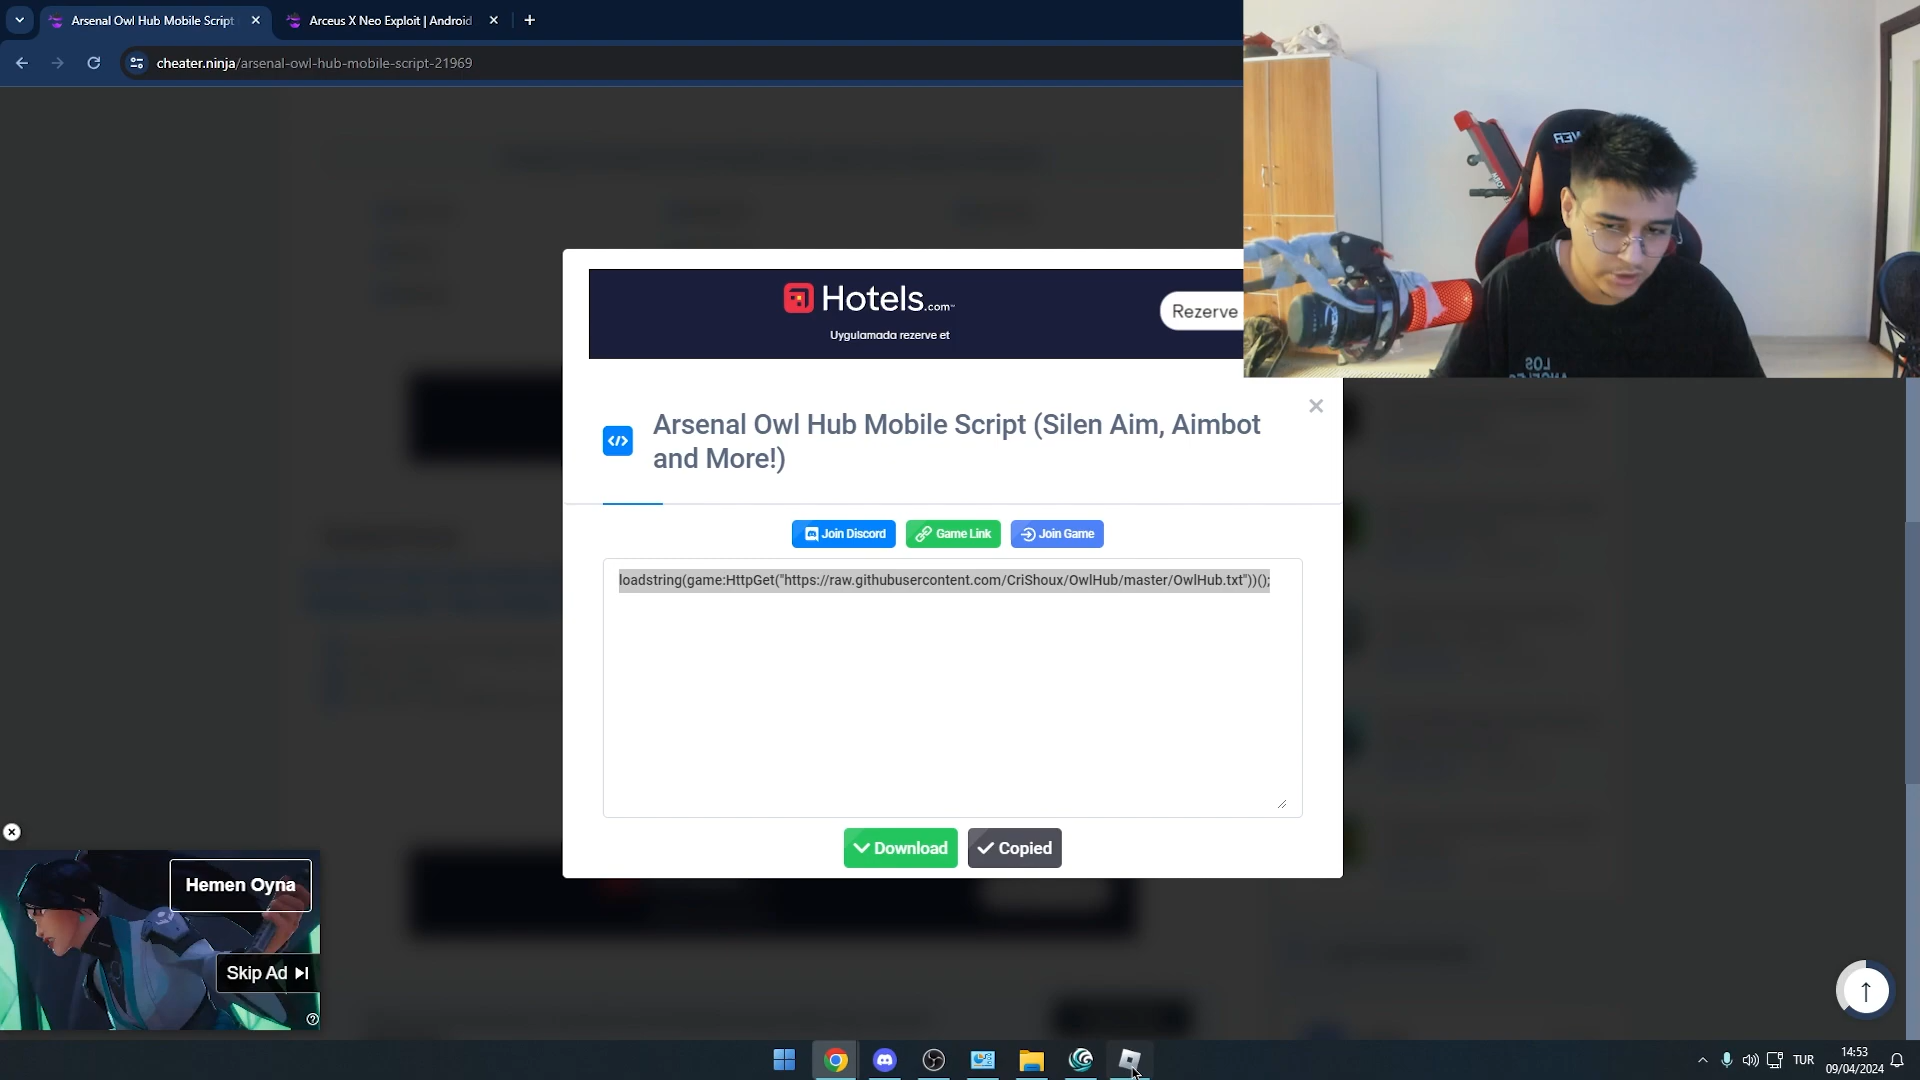 Arsenal Owl Hub Mobile Script
Arceus X Neo Exploit | Android
cheater.ninja/arsenal-owl-hub-mobile-script-21969
Hotels.com
Uygulamada rezerve et
Rezerve
Arsenal Owl Hub Mobile Script (Silen Aim, Aimbot
and More!)
Join Discord
Game Link
Join Game
loadstring(game:HttpGet("https://raw.githubusercontent.com/CriShoux/OwlHub/master/OwlHub.txt"))();
Download
Copied
Hemen Oyna
Skip Ad
LOS
TUR
14:53
09/04/2024